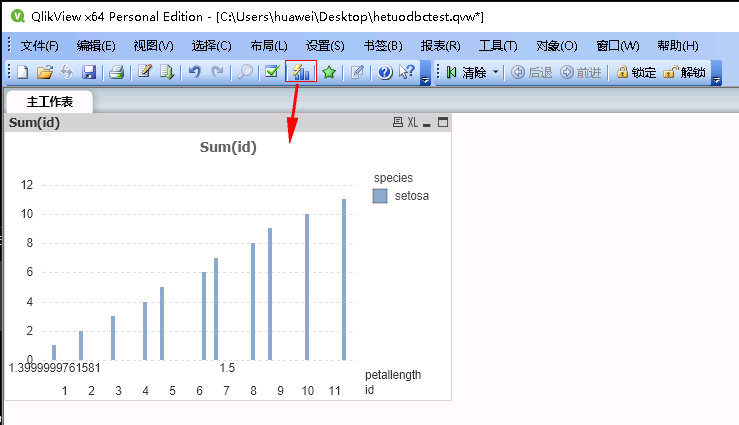 QlikView x64 Personal Edition - [C:\Users\huawei\Desktop\hetuodbctest.qvw*]
文件(F) 编辑(E) 视图(V) 选择(C) 布局(L) 设置(S) 书签(B) 报表(R) 工具(T) 对象(O) 窗口(W) 帮助(H)
清除 后退 前进 锁定 解锁
主工作表
Sum(id) XL
Sum(id)
species
setosa
12
10
8
6
4
2
0
1.3999999761581 1.5
petallength
1 2 3 4 5 6 7 8 9 10 11 id